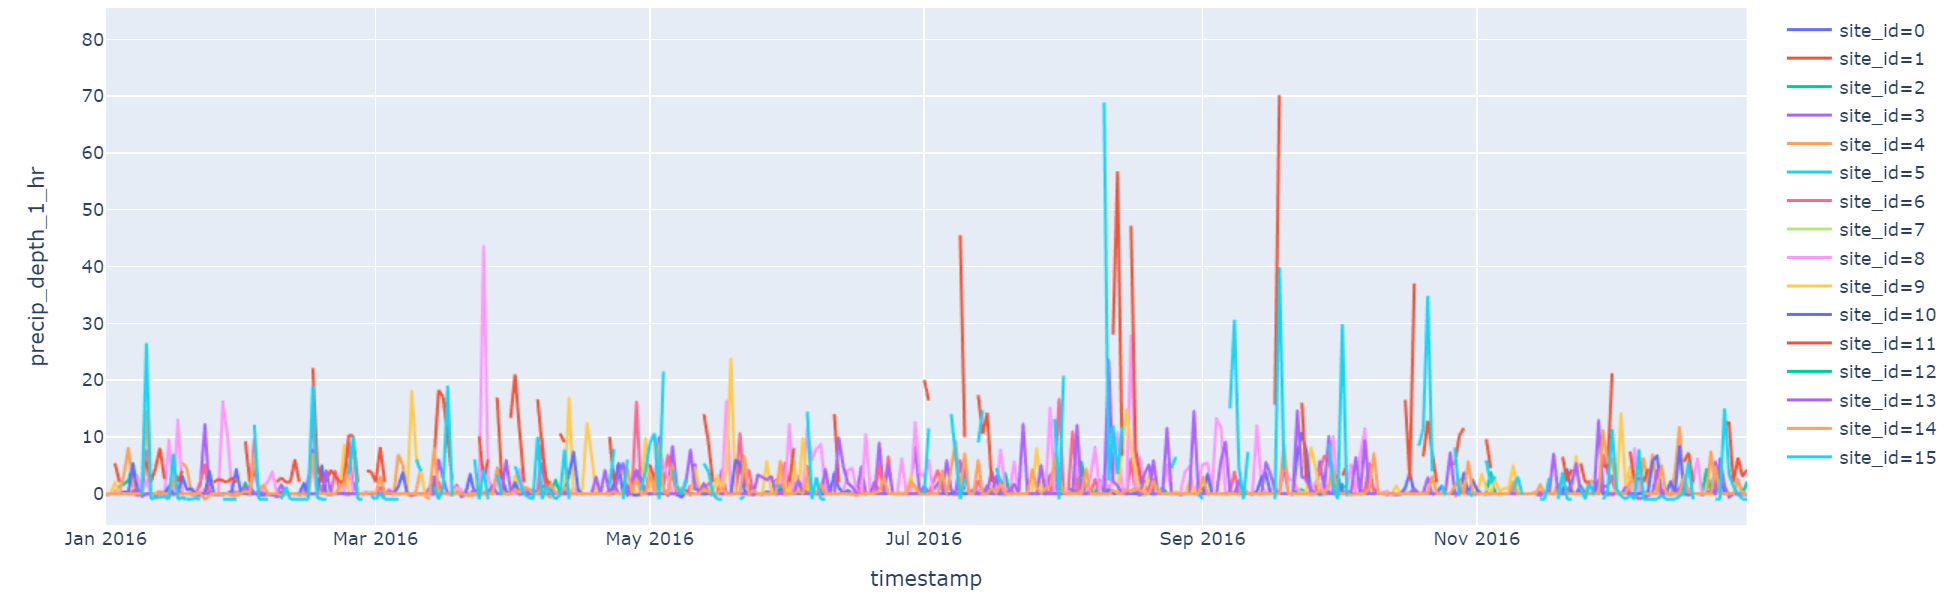 precip_depth_1_hr
80
70
60
50
40
30
20
10
0
Jan 2016
Mar 2016
May 2016
Jul 2016
Sep 2016
Nov 2016
timestamp
site_id=0
site_id=1
site_id=2
site_id=3
site_id=4
site_id=5
site_id=6
site_id=7
site_id=8
site_id=9
site_id=10
site_id=11
site_id=12
site_id=13
site_id=14
site_id=15